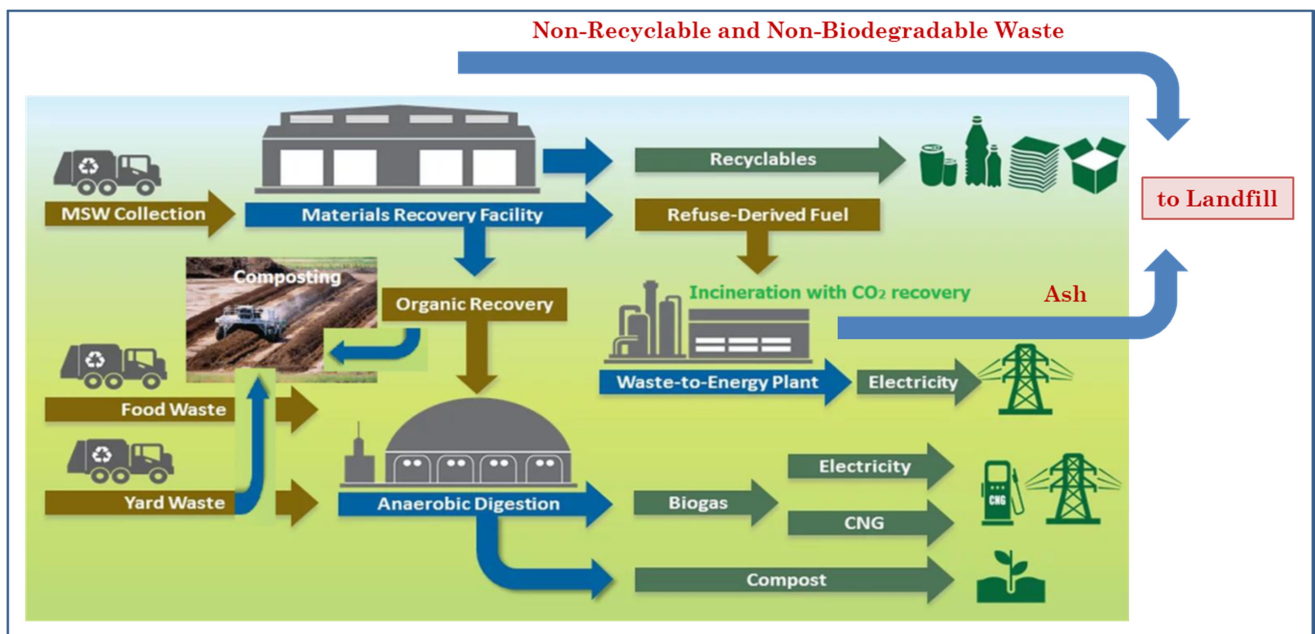 Non-Recyclable and Non-Biodegradable Waste
Recyclables
MSW Collection
Materials Recovery Facility
Refuse-Derived Fuel
to Landfill
Composting
Organic Recovery
Incineration with CO₂ recovery
Ash
Waste-to-Energy Plant
Electricity
Food Waste
Yard Waste
Anaerobic Digestion
Biogas
Electricity
CNG
CNG
Compost